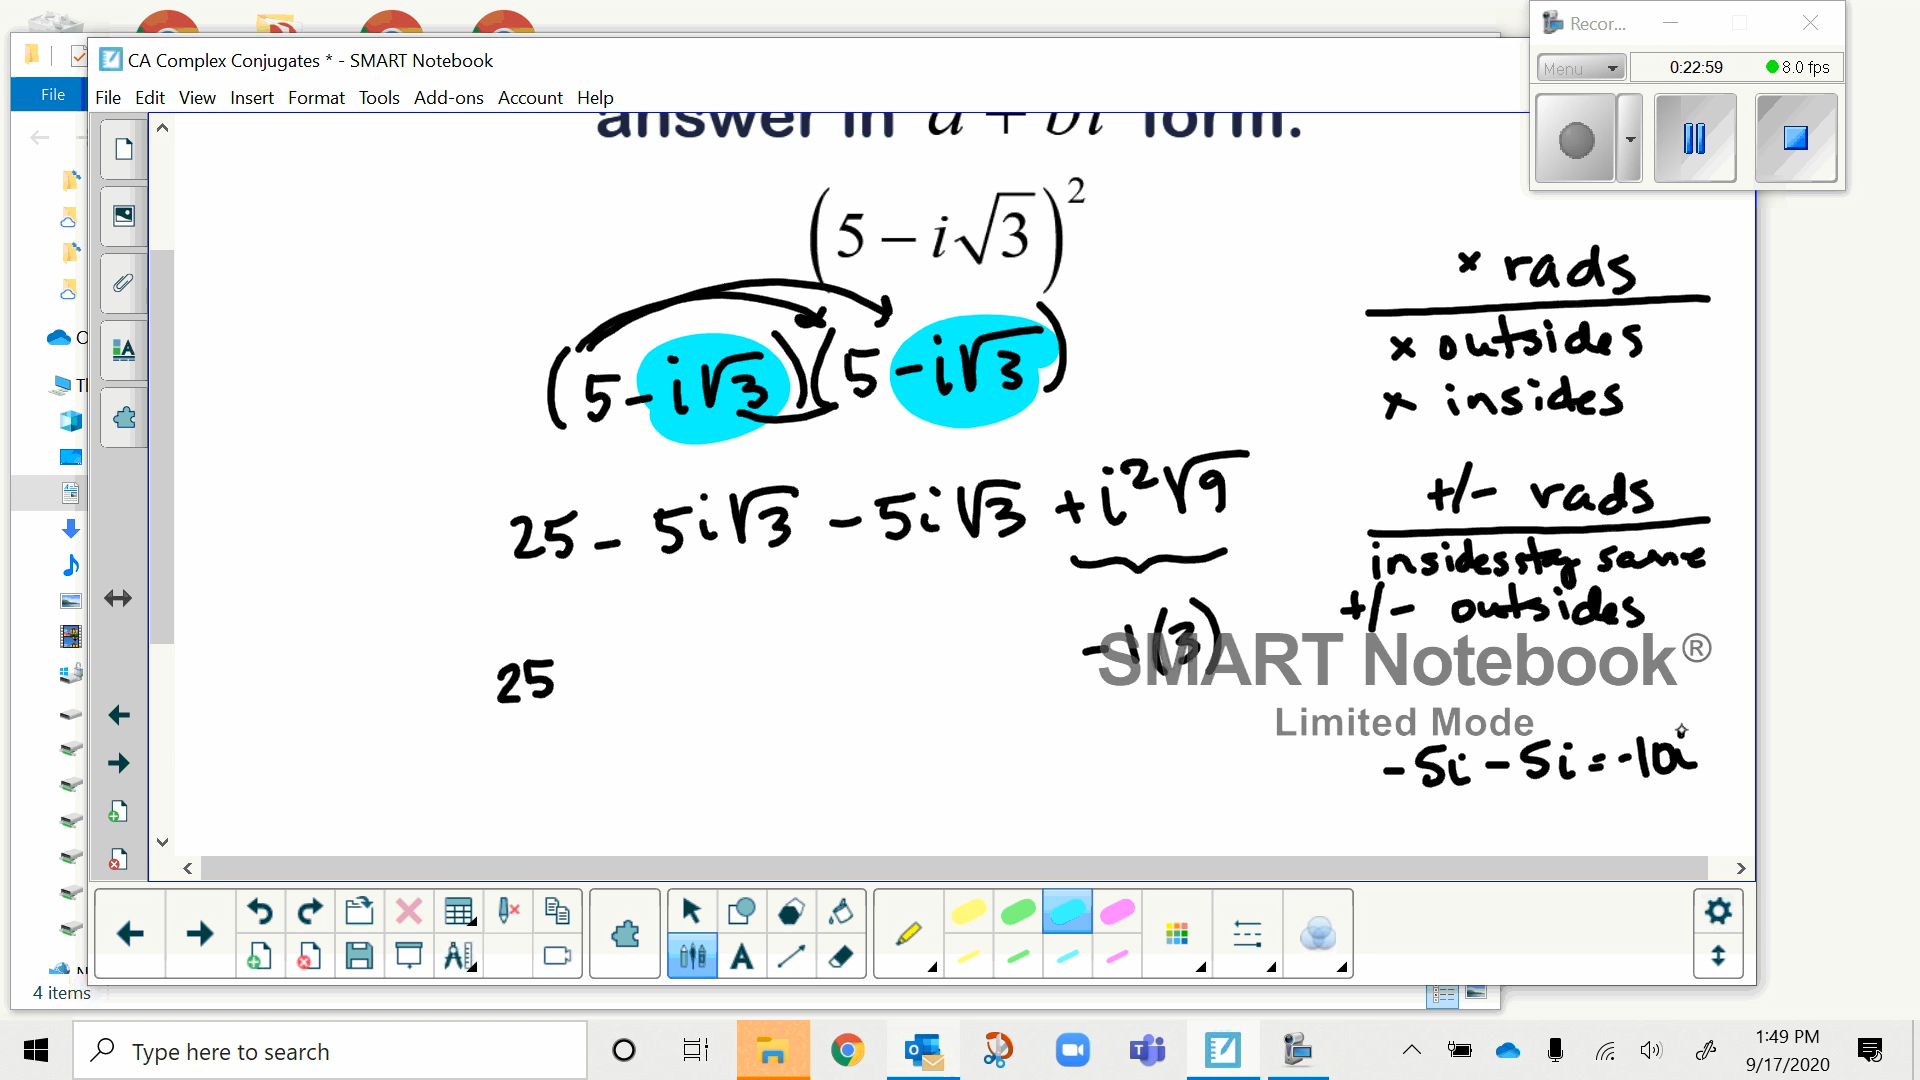 Recor...
Menu
0:22:59
8.0 fps
CA Complex Conjugates * - SMART Notebook
File
File Edit View Insert Format Tools Add-ons Account Help
answer in a + bi form.
(5 − i√3)²
(5 - i√3)(5 - i√3)
25 - 5i√3 - 5i√3 + i²√9
-1(3)
25
x rads
x outsides
x insides
+/- rads
insides stay same
+/- outsides
SMART Notebook®
Limited Mode
-5i - 5i = -10i
4 items
Type here to search
1:49 PM
9/17/2020